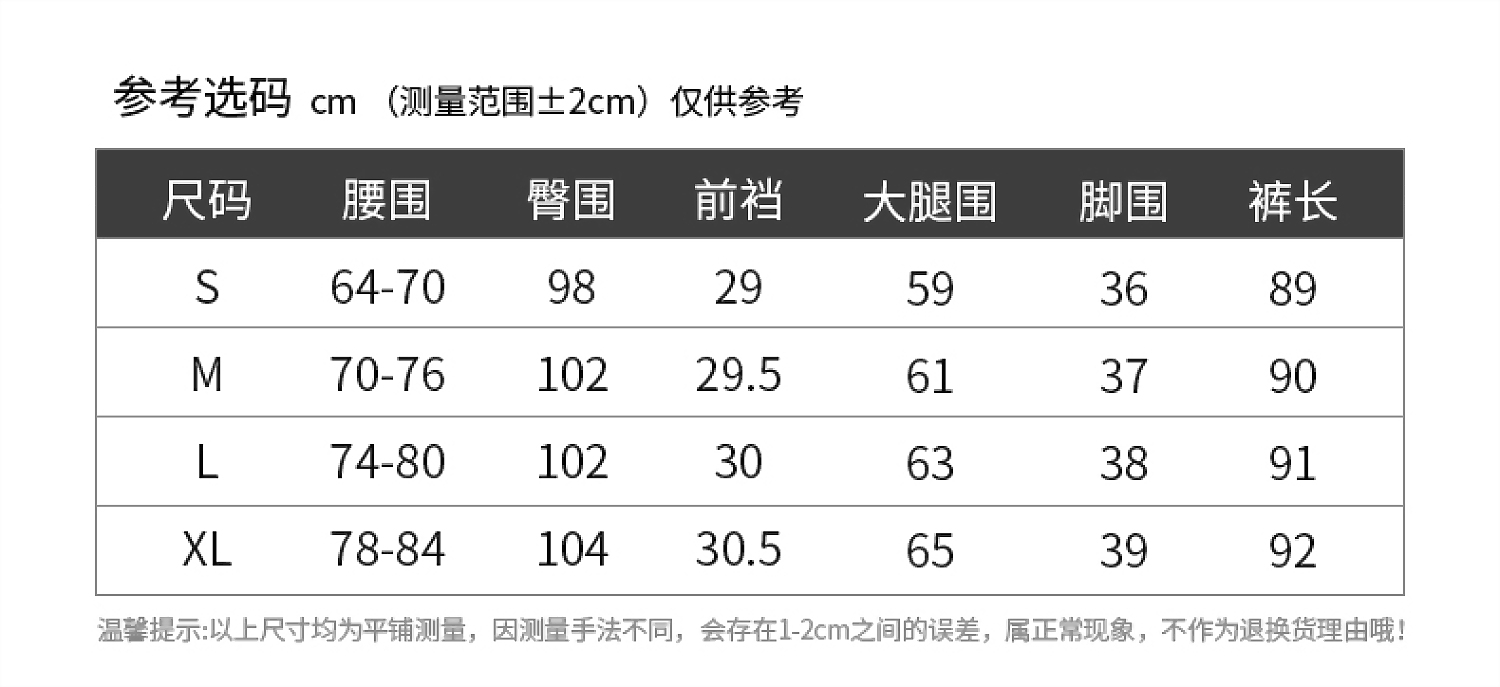 参考选码 cm （测量范围±2cm）仅供参考
尺码 腰围 臀围 前裆 大腿围 脚围 裤长
S 64-70 98 29 59 36 89
M 70-76 102 29.5 61 37 90
L 74-80 102 30 63 38 91
XL 78-84 104 30.5 65 39 92
温馨提示:以上尺寸均为平铺测量，因测量手法不同，会存在1-2cm之间的误差，属正常现象，不作为退换货理由哦!